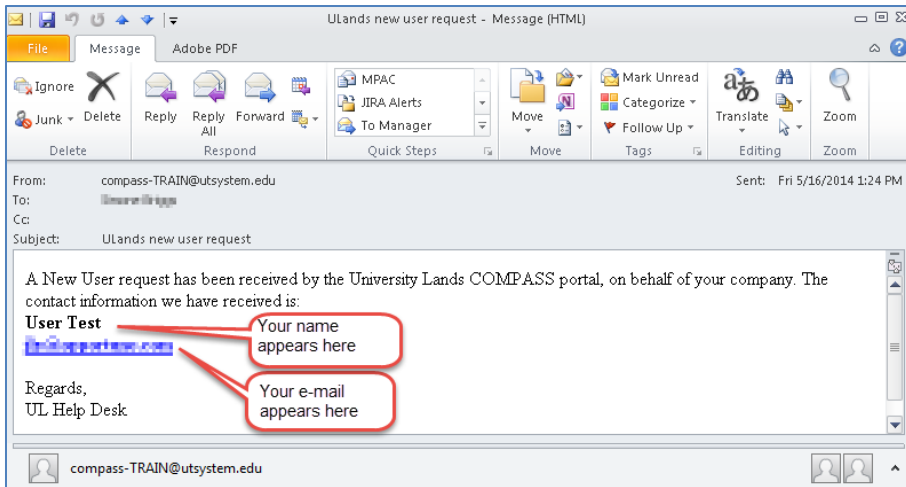 ULands new user request - Message (HTML)
File Message Adobe PDF
Ignore
Junk
Delete
Reply
Reply All
Forward
MPAC
JIRA Alerts
To Manager
Move
Mark Unread
Categorize
Follow Up
Translate
Zoom
Delete Respond Quick Steps Move Tags Editing Zoom
From: compass-TRAIN@utsystem.edu Sent: Fri 5/16/2014 1:24 PM
To:
Cc:
Subject: ULands new user request
A New User request has been received by the University Lands COMPASS portal, on behalf of your company. The
contact information we have received is:
User Test
Your name
appears here
Your e-mail
appears here
Regards,
UL Help Desk
compass-TRAIN@utsystem.edu